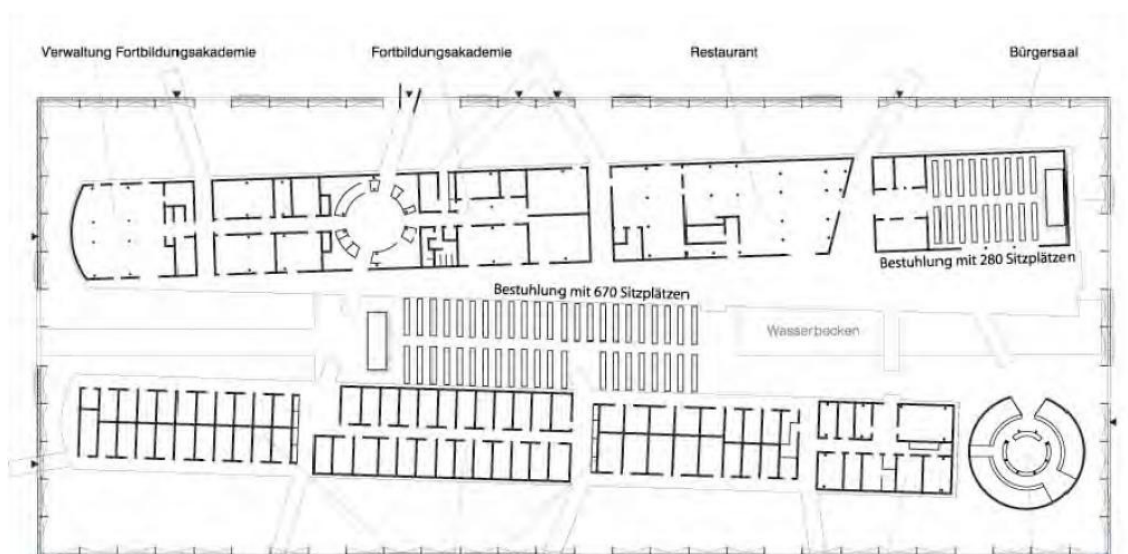 Verwaltung Fortbildungsakademie
Fortbildungsakademie
Restaurant
Bürgersaal
Bestuhlung mit 280 Sitzplätzen
Bestuhlung mit 670 Sitzplätzen
Wasserbecken